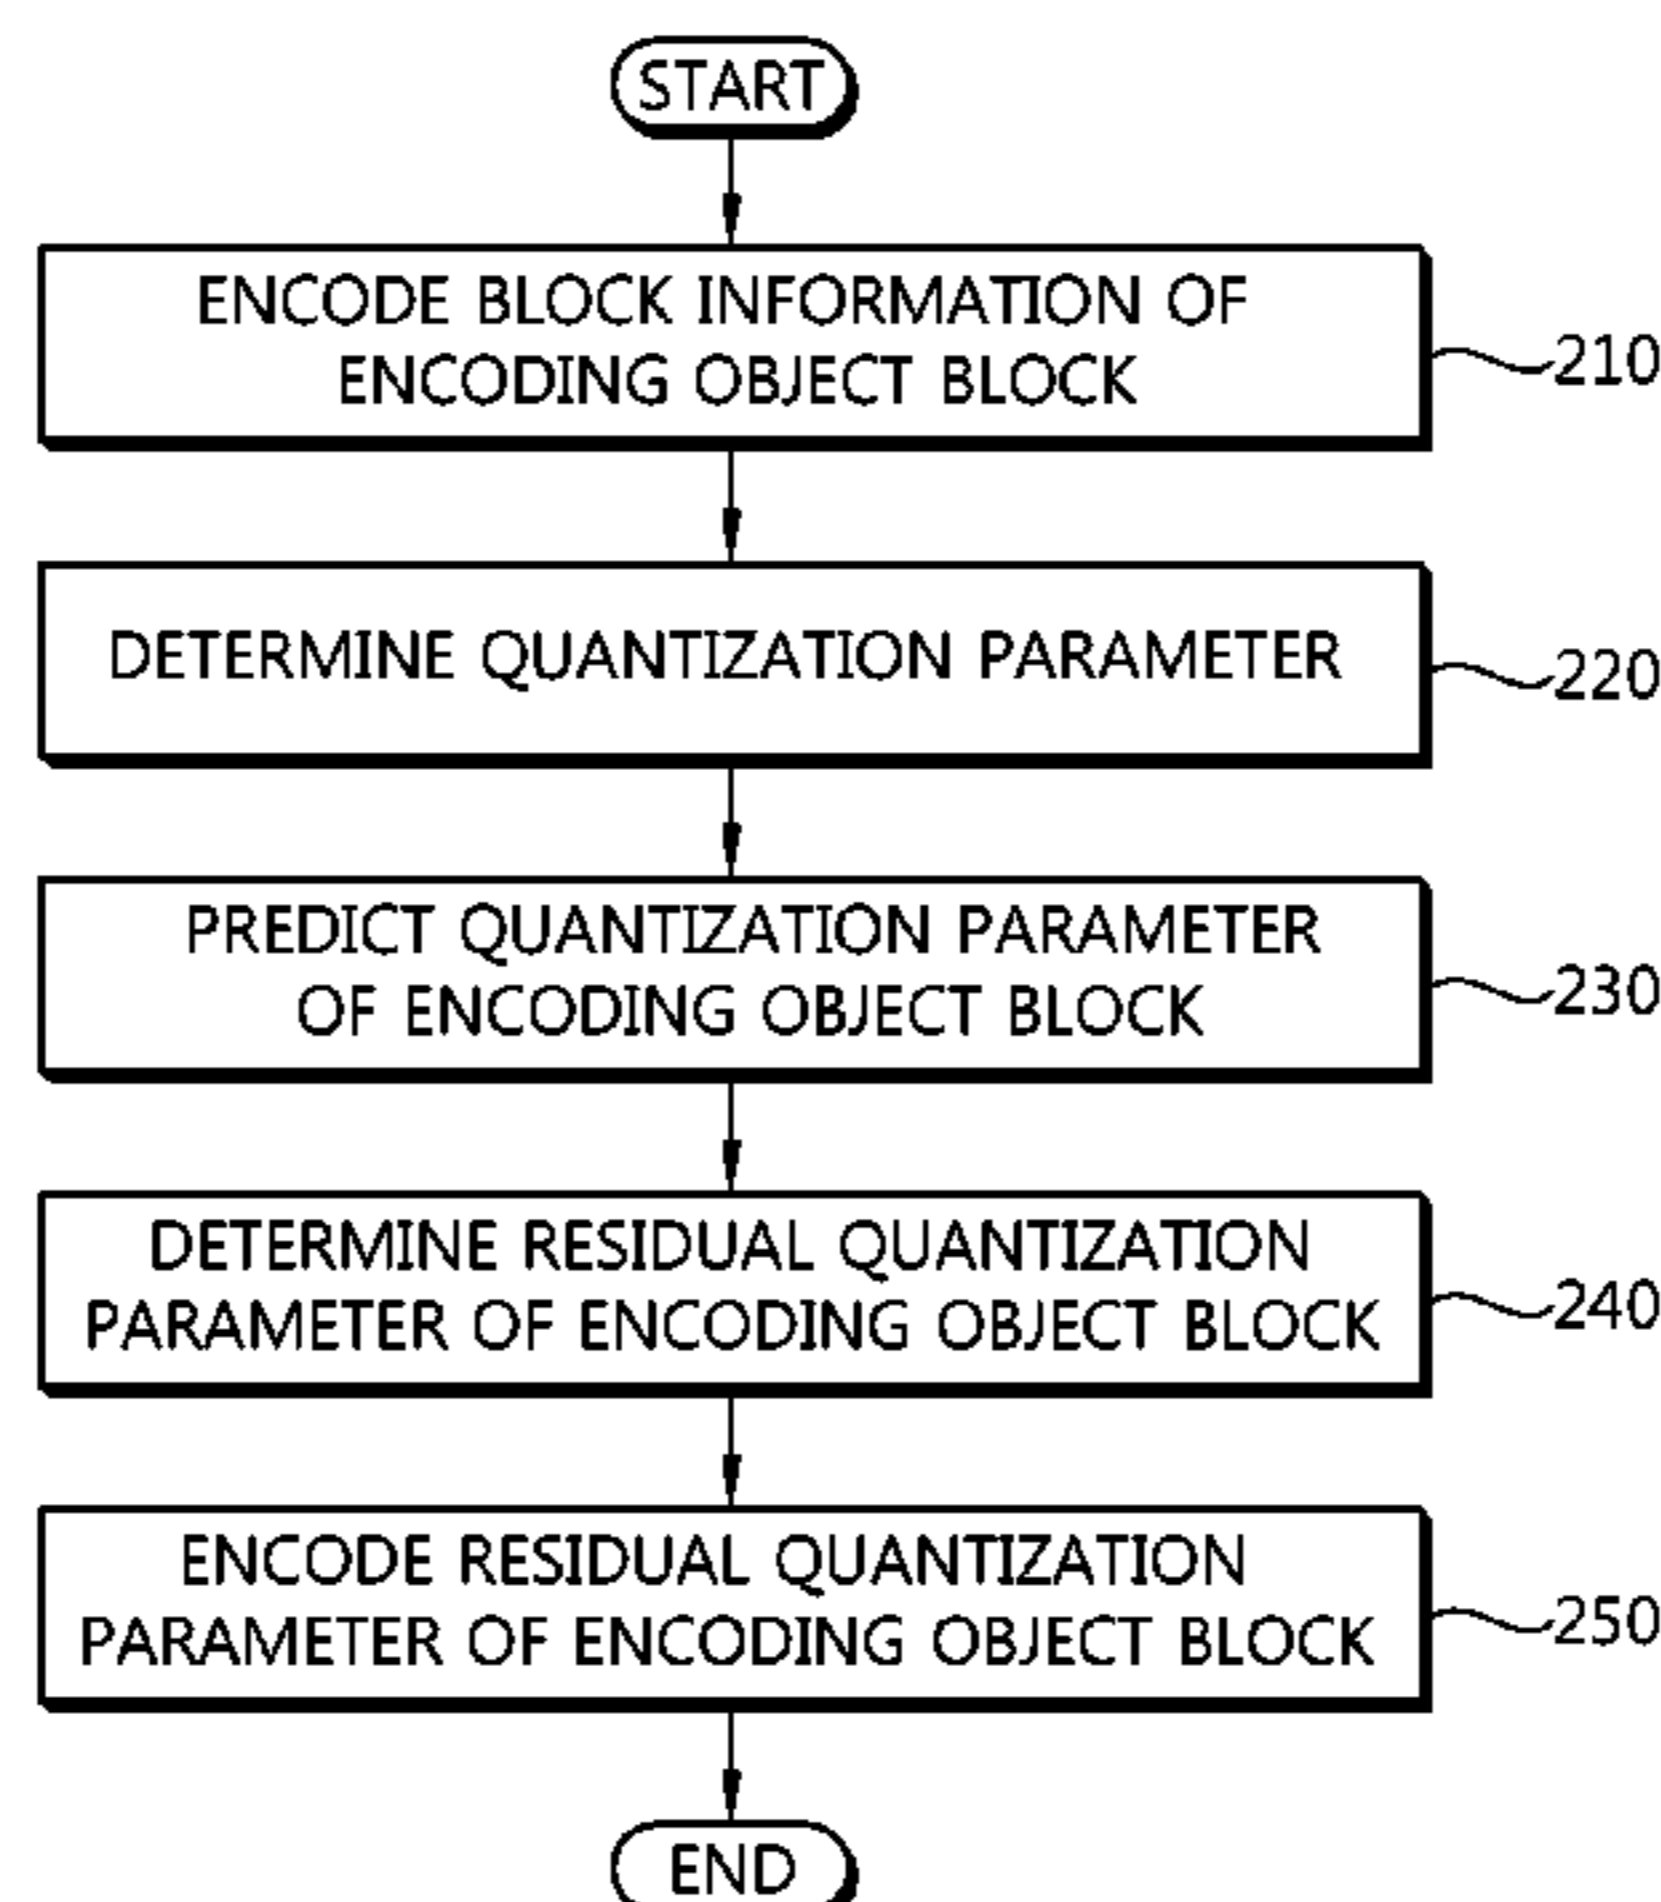 START
ENCODE BLOCK INFORMATION OF
ENCODING OBJECT BLOCK
210
DETERMINE QUANTIZATION PARAMETER
220
PREDICT QUANTIZATION PARAMETER
OF ENCODING OBJECT BLOCK
230
DETERMINE RESIDUAL QUANTIZATION
PARAMETER OF ENCODING OBJECT BLOCK
240
ENCODE RESIDUAL QUANTIZATION
PARAMETER OF ENCODING OBJECT BLOCK
250
END